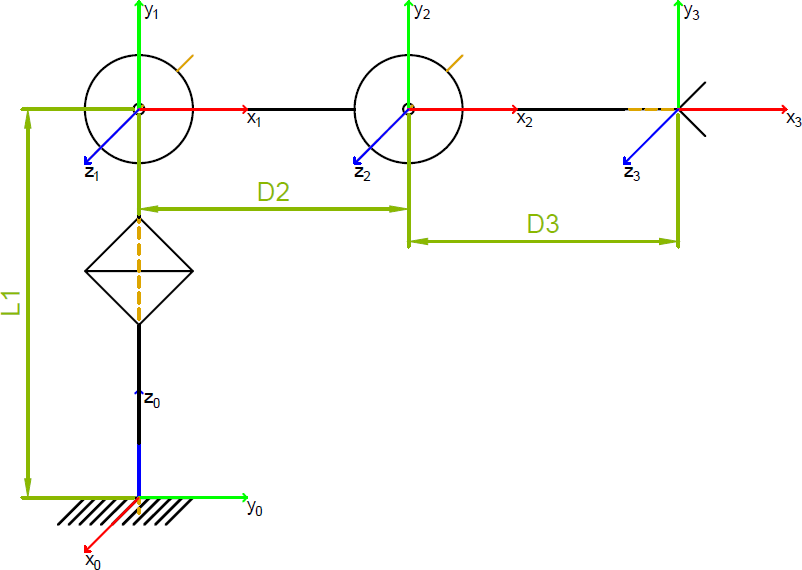 y₁
y₂
y₃
x₁
x₂
x₃
z₁
z₂
z₃
D2
D3
L1
z₀
y₀
x₀